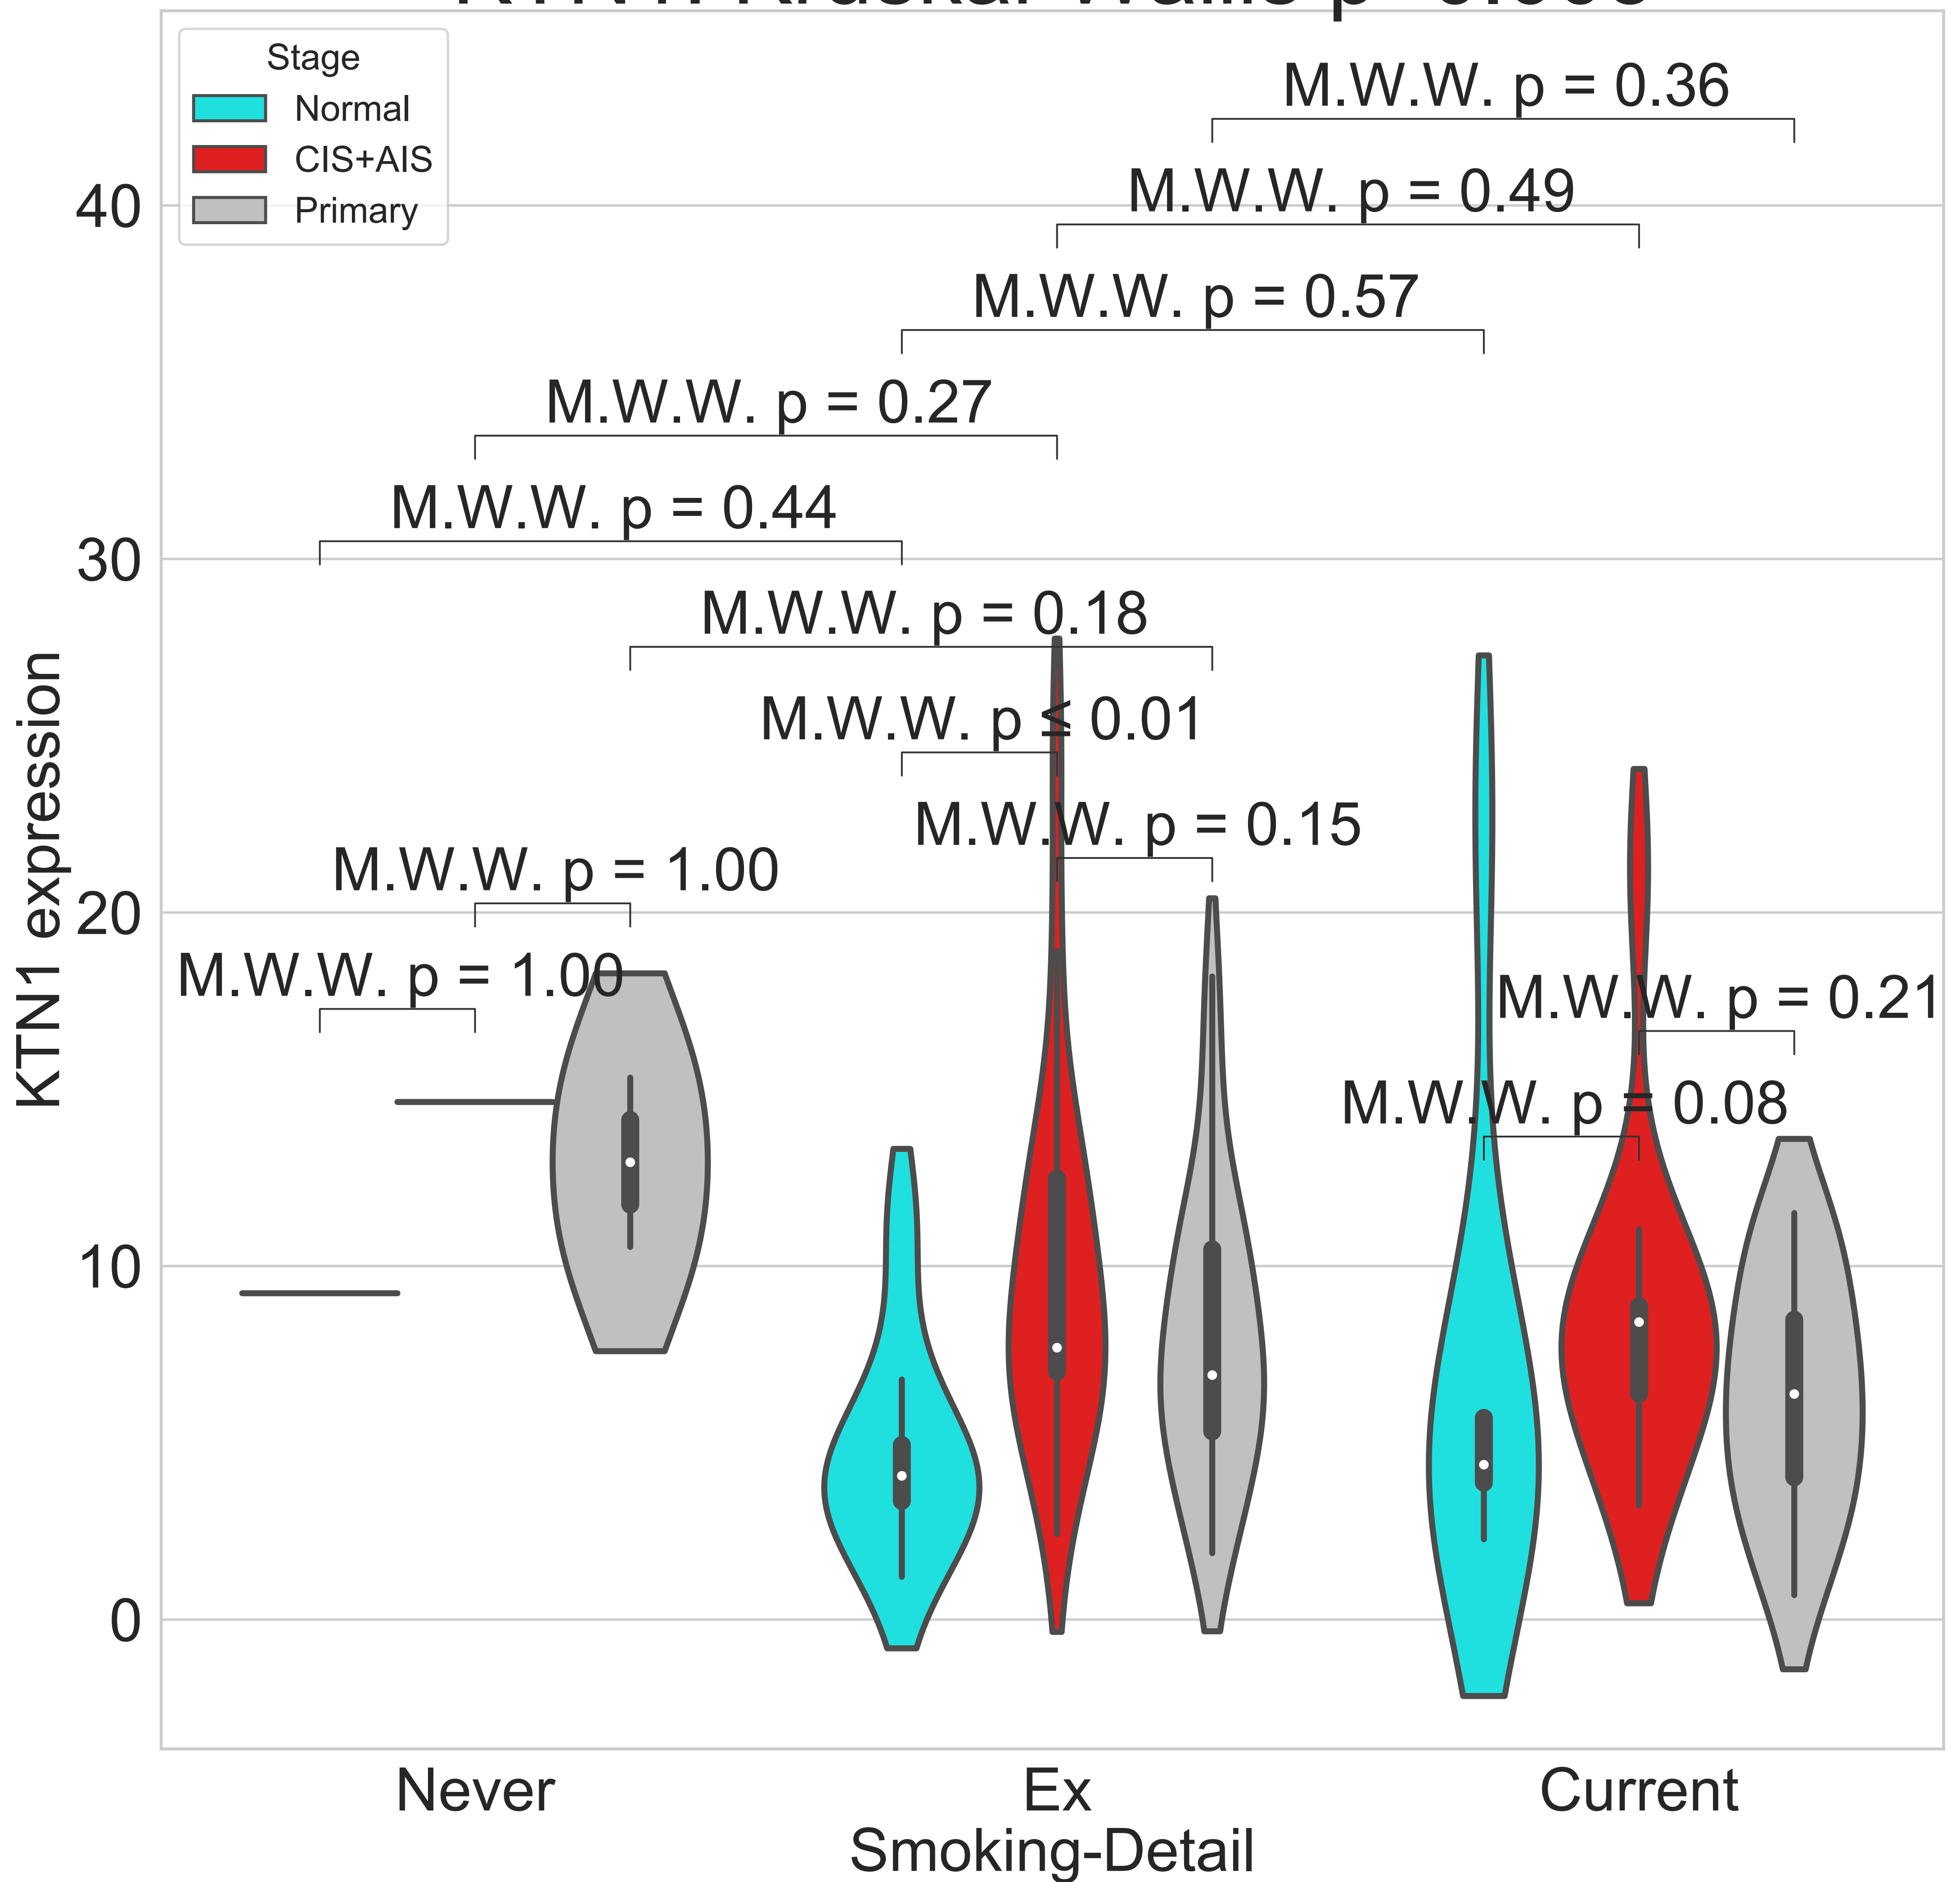 Stage
Normal
CIS+AIS
Primary
M.W.W. p = 0.36
M.W.W. p = 0.49
M.W.W. p = 0.57
M.W.W. p = 0.27
M.W.W. p = 0.44
M.W.W. p = 0.18
M.W.W. p ≤ 0.01
M.W.W. p = 0.15
M.W.W. p = 1.00
M.W.W. p = 1.00
M.W.W. p = 0.21
M.W.W. p = 0.08
40
30
20
10
0
KTN1 expression
Never
Ex
Current
Smoking-Detail